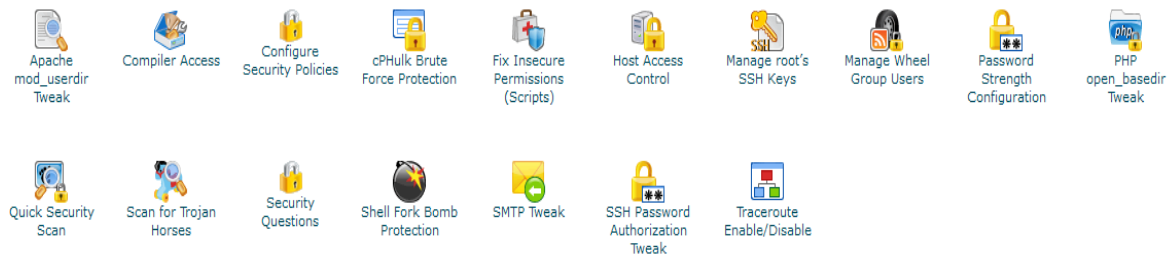 Apache
mod_userdir
Tweak
Compiler Access
Configure
Security Policies
cPHulk Brute
Force Protection
Fix Insecure
Permissions
(Scripts)
Host Access
Control
SSH
Manage root's
SSH Keys
Manage Wheel
Group Users
**
Password
Strength
Configuration
php
PHP
open_basedir
Tweak
Quick Security
Scan
Scan for Trojan
Horses
Security
Questions
Shell Fork Bomb
Protection
SMTP Tweak
**
SSH Password
Authorization
Tweak
Traceroute
Enable/Disable